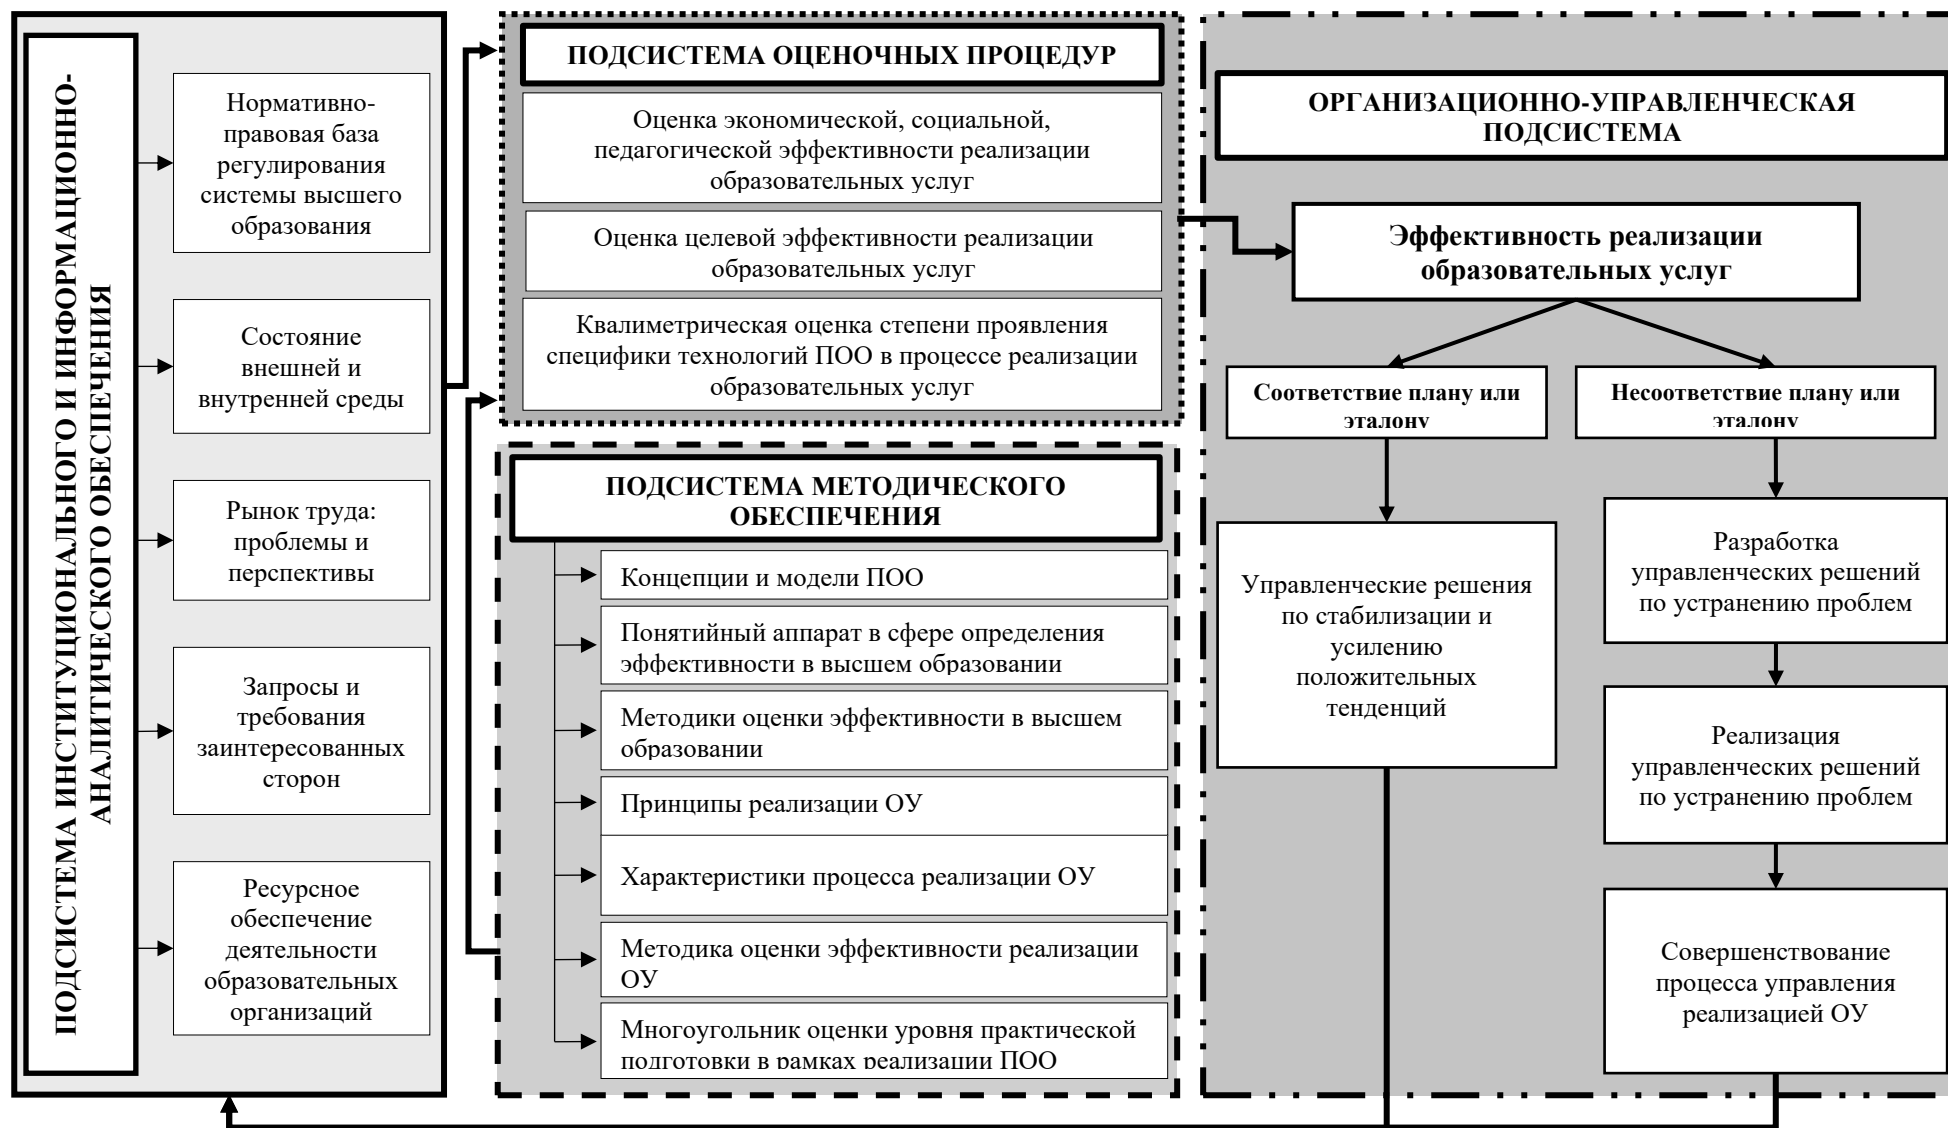 ПОДСИСТЕМА ИНСТИТУЦИОНАЛЬНОГО И ИНФОРМАЦИОННО-
АНАЛИТИЧЕСКОГО ОБЕСПЕЧЕНИЯ
Нормативно-
правовая база
регулирования
системы высшего
образования
Состояние
внешней и
внутренней среды
Рынок труда:
проблемы и
перспективы
Запросы и
требования
заинтересованных
сторон
Ресурсное
обеспечение
деятельности
образовательных
организаций
ПОДСИСТЕМА ОЦЕНОЧНЫХ ПРОЦЕДУР
Оценка экономической, социальной,
педагогической эффективности реализации
образовательных услуг
Оценка целевой эффективности реализации
образовательных услуг
Квалиметрическая оценка степени проявления
специфики технологий ПОО в процессе реализации
образовательных услуг
ПОДСИСТЕМА МЕТОДИЧЕСКОГО
ОБЕСПЕЧЕНИЯ
Концепции и модели ПОО
Понятийный аппарат в сфере определения
эффективности в высшем образовании
Методики оценки эффективности в высшем
образовании
Принципы реализации ОУ
Характеристики процесса реализации ОУ
Методика оценки эффективности реализации
ОУ
Многоугольник оценки уровня практической
подготовки в рамках реализации ПОО
ОРГАНИЗАЦИОННО-УПРАВЛЕНЧЕСКАЯ
ПОДСИСТЕМА
Эффективность реализации
образовательных услуг
Соответствие плану или
эталону
Несоответствие плану или
эталону
Управленческие решения
по стабилизации и
усилению
положительных
тенденций
Разработка
управленческих решений
по устранению проблем
Реализация
управленческих решений
по устранению проблем
Совершенствование
процесса управления
реализацией ОУ